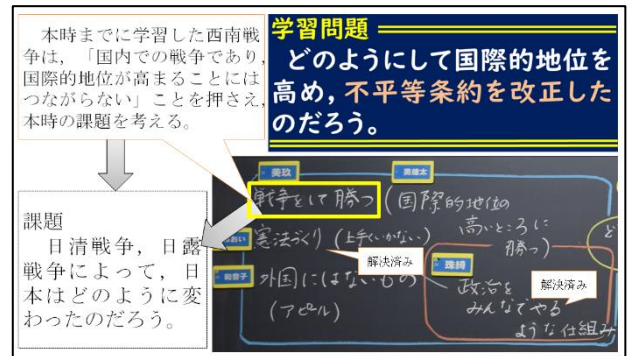 本時までに学習した西南戦
争は，「国内での戦争であり，
国際的地位が高まることには
つながらない」ことを押さえ，
本時の課題を考える。
学習問題
どのようにして国際的地位を
高め，不平等条約を改正した
のだろう。
課題
日清戦争，日露
戦争によって，日
本はどのように変
わったのだろう。
美玖
戦争をして勝つ（国際的地位の
高いところに
勝つ）
憲法づくり（上手くいかない）
解決済み
外国にはないもの
（アピール）
政治を
みんなでやる
ような仕組み
解決済み
ど